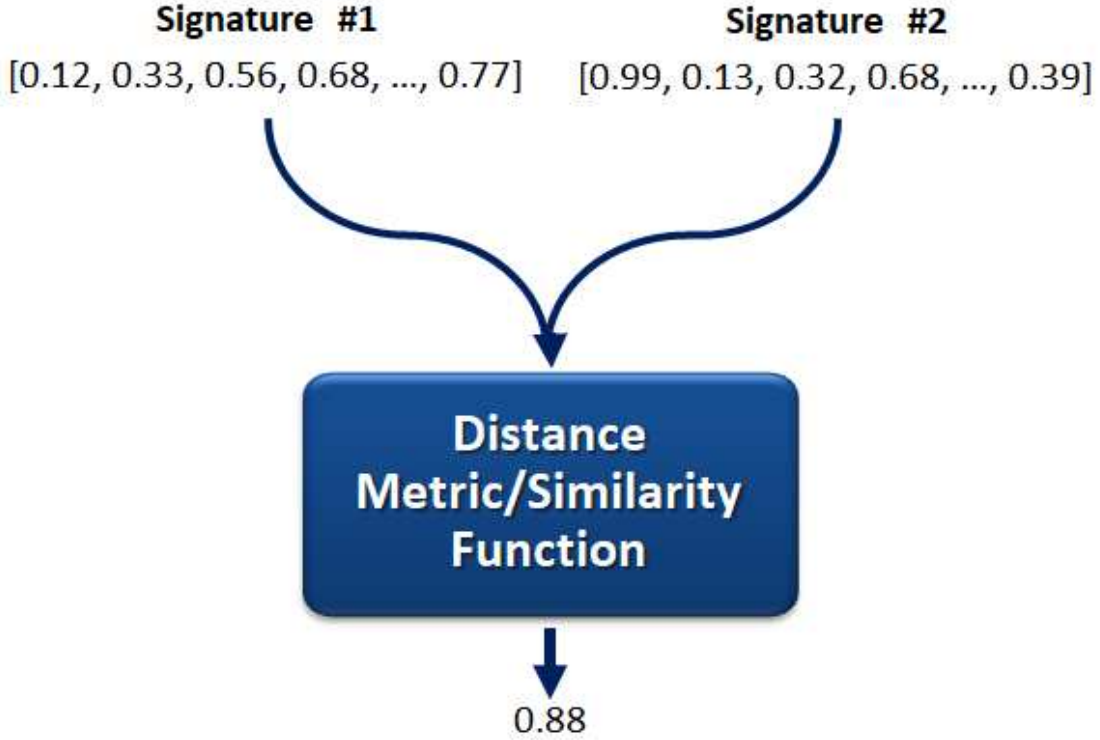 Signature #1
Signature #2
[0.12, 0.33, 0.56, 0.68, ..., 0.77]
[0.99, 0.13, 0.32, 0.68, ..., 0.39]
Distance
Metric/Similarity
Function
0.88